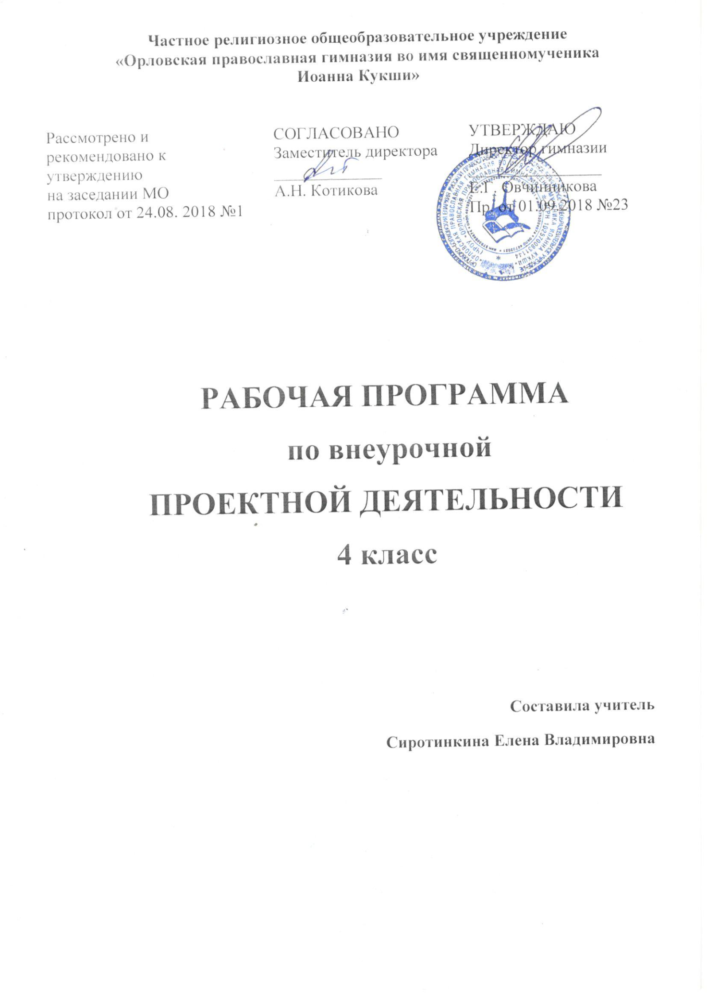 Частное религиозное общеобразовательное учреждение
«Орловская православная гимназия во имя священномученика
Иоанна Кукши»
Рассмотрено и
рекомендовано к
утверждению
на заседании МО
протокол от 24.08. 2018 №1
СОГЛАСОВАНО
Заместитель директора
А.Н. Котикова
УТВЕРЖДАЮ
Директор гимназии
Е.Г. Овчинникова
Пр. от 01.09.2018 №23
РАБОЧАЯ ПРОГРАММА
по внеурочной
ПРОЕКТНОЙ ДЕЯТЕЛЬНОСТИ
4 класс
Составила учитель
Сиротинкина Елена Владимировна